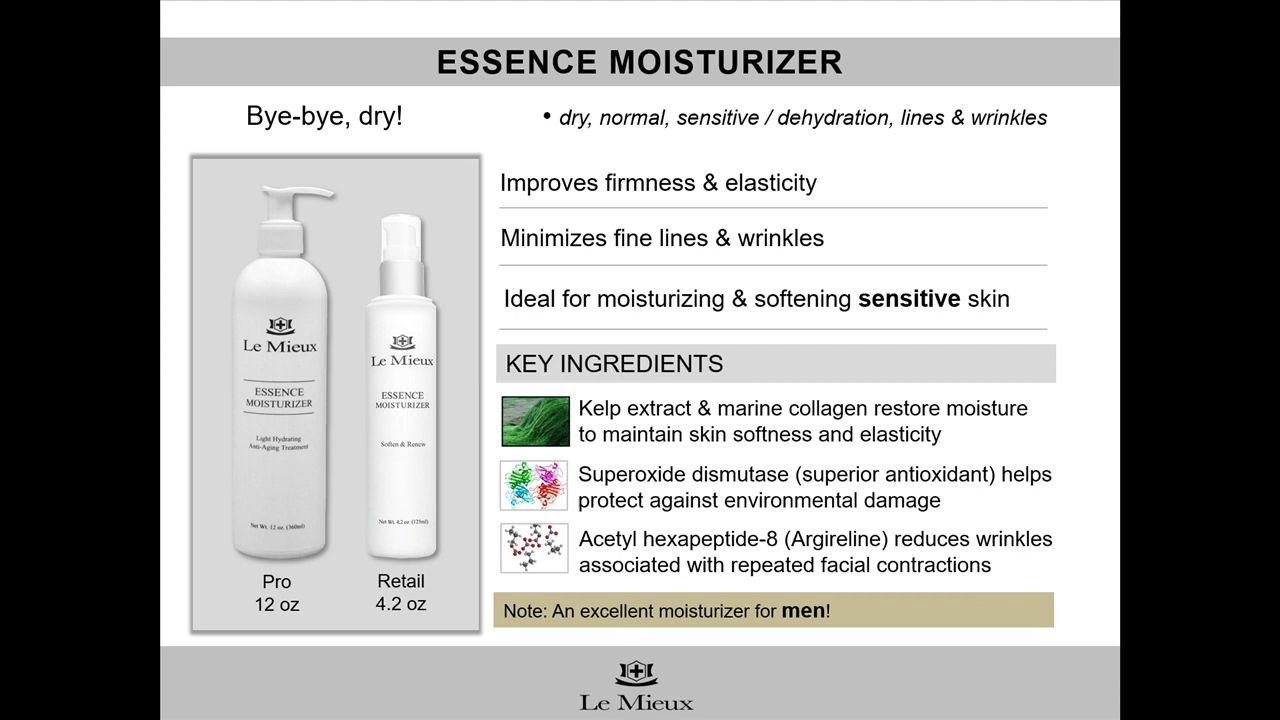 ESSENCE MOISTURIZER
Bye-bye, dry!
• dry, normal, sensitive / dehydration, lines & wrinkles
Le Mieux
ESSENCE
MOISTURIZER
Light Hydrating
Anti-Aging Treatment
Net Wt. 12 oz. (360ml)
Le Mieux
ESSENCE
MOISTURIZER
Soften & Renew
Net Wt. 4.2 oz (125ml)
Pro
12 oz
Retail
4.2 oz
Improves firmness & elasticity
Minimizes fine lines & wrinkles
Ideal for moisturizing & softening sensitive skin
KEY INGREDIENTS
Kelp extract & marine collagen restore moisture
to maintain skin softness and elasticity
Superoxide dismutase (superior antioxidant) helps
protect against environmental damage
Acetyl hexapeptide-8 (Argireline) reduces wrinkles
associated with repeated facial contractions
Note: An excellent moisturizer for men!
Le Mieux